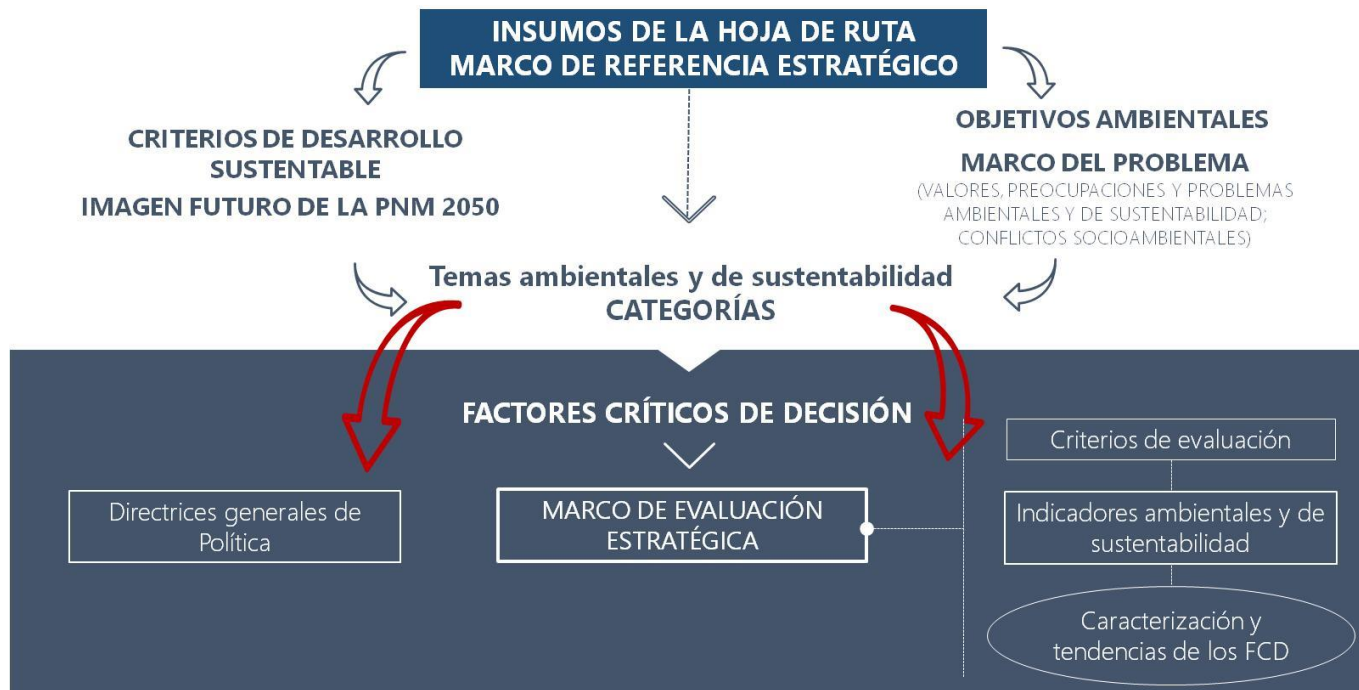 INSUMOS DE LA HOJA DE RUTA
MARCO DE REFERENCIA ESTRATÉGICO
CRITERIOS DE DESARROLLO
SUSTENTABLE
IMAGEN FUTURO DE LA PNM 2050
OBJETIVOS AMBIENTALES
MARCO DEL PROBLEMA
(VALORES, PREOCUPACIONES Y PROBLEMAS
AMBIENTALES Y DE SUSTENTABILIDAD;
CONFLICTOS SOCIOAMBIENTALES)
Temas ambientales y de sustentabilidad
CATEGORÍAS
FACTORES CRÍTICOS DE DECISIÓN
Directrices generales de
Política
MARCO DE EVALUACIÓN
ESTRATÉGICA
Criterios de evaluación
Indicadores ambientales y de
sustentabilidad
Caracterización y
tendencias de los FCD